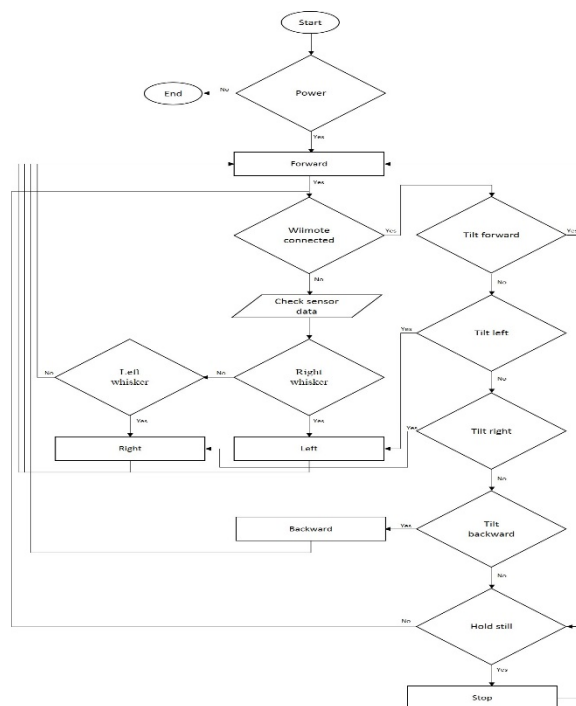 Start
Power
No
End
Yes
Forward
Yes
Wiimote
connected
Yes
Tilt forward
Yes
No
No
Check sensor
data
Tilt left
Yes
No
Left
whisker
No
Right
whisker
No
Yes
Yes
Tilt right
Yes
Right
Left
No
Backward
Yes
Tilt
backward
No
Hold still
No
Yes
Stop